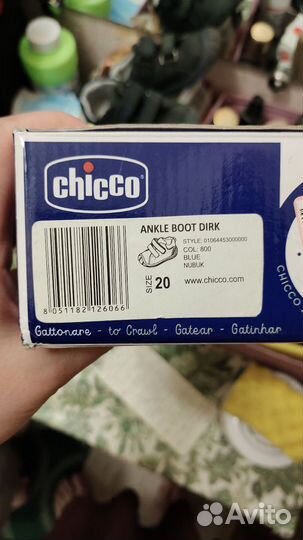 chicco
ANKLE BOOT DIRK
STYLE: 01064453000000
COL: 800
BLUE
NUBUK
SIZE 20 www.chicco.com
8 051182 126066
Gattonare - to Crawl - Gatear - Gatinhar
CHICCO
Avito